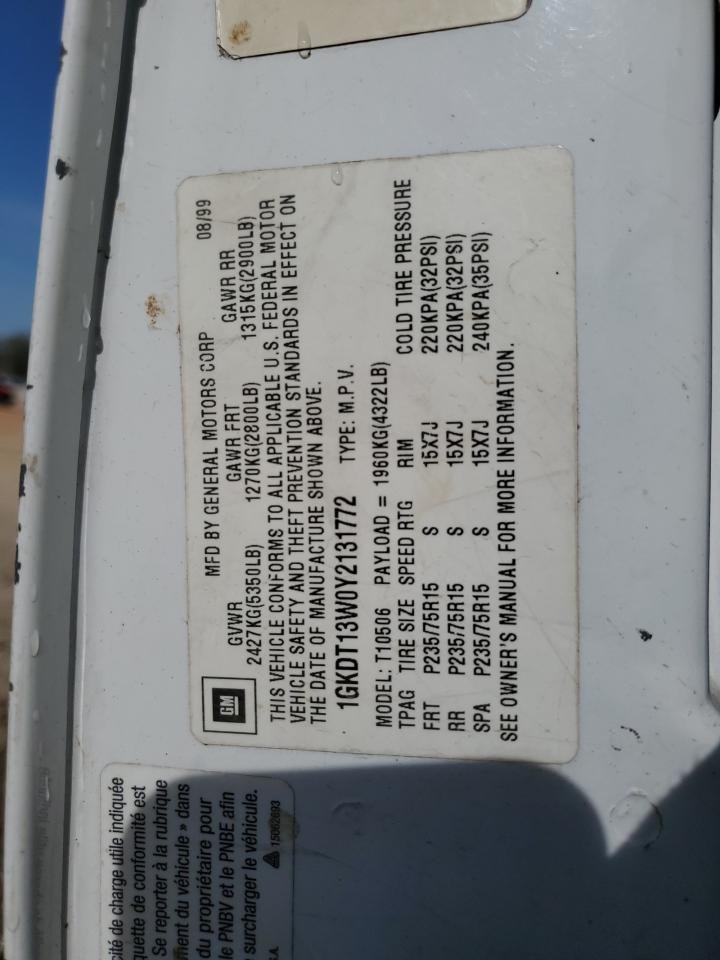 MFD BY GENERAL MOTORS CORP 08/99
GVWR GAWR FRT GAWR RR
2427KG(5350LB) 1270KG(2800LB) 1315KG(2900LB)
THIS VEHICLE CONFORMS TO ALL APPLICABLE U.S. FEDERAL MOTOR
VEHICLE SAFETY AND THEFT PREVENTION STANDARDS IN EFFECT ON
THE DATE OF MANUFACTURE SHOWN ABOVE.
1GKDT13W0Y2131772 TYPE: M.P.V.
MODEL: T10506 PAYLOAD = 1960KG(4322LB)
TPAG TIRE SIZE SPEED RTG RIM COLD TIRE PRESSURE
FRT P235/75R15 S 15X7J 220KPA(32PSI)
RR P235/75R15 S 15X7J 220KPA(32PSI)
SPA P235/75R15 S 15X7J 240KPA(35PSI)
SEE OWNER'S MANUAL FOR MORE INFORMATION.
GM
cité de charge utile indiquée
quette de conformité est
Se reporter à la rubrique
ment du véhicule » dans
du propriétaire pour
le PNBV et le PNBE afin
surcharger le véhicule.
S.A. 15062693